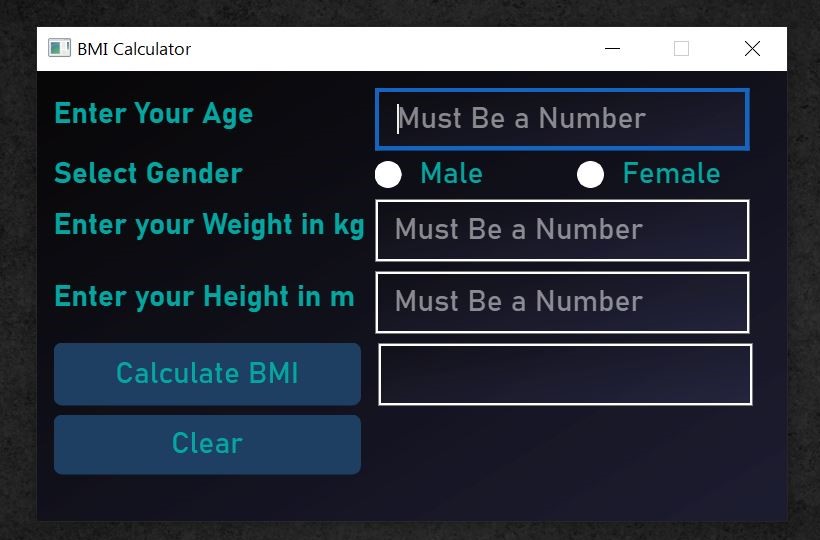 BMI Calculator
Enter Your Age
Must Be a Number
Select Gender
Male
Female
Enter your Weight in kg
Must Be a Number
Enter your Height in m
Must Be a Number
Calculate BMI
Clear